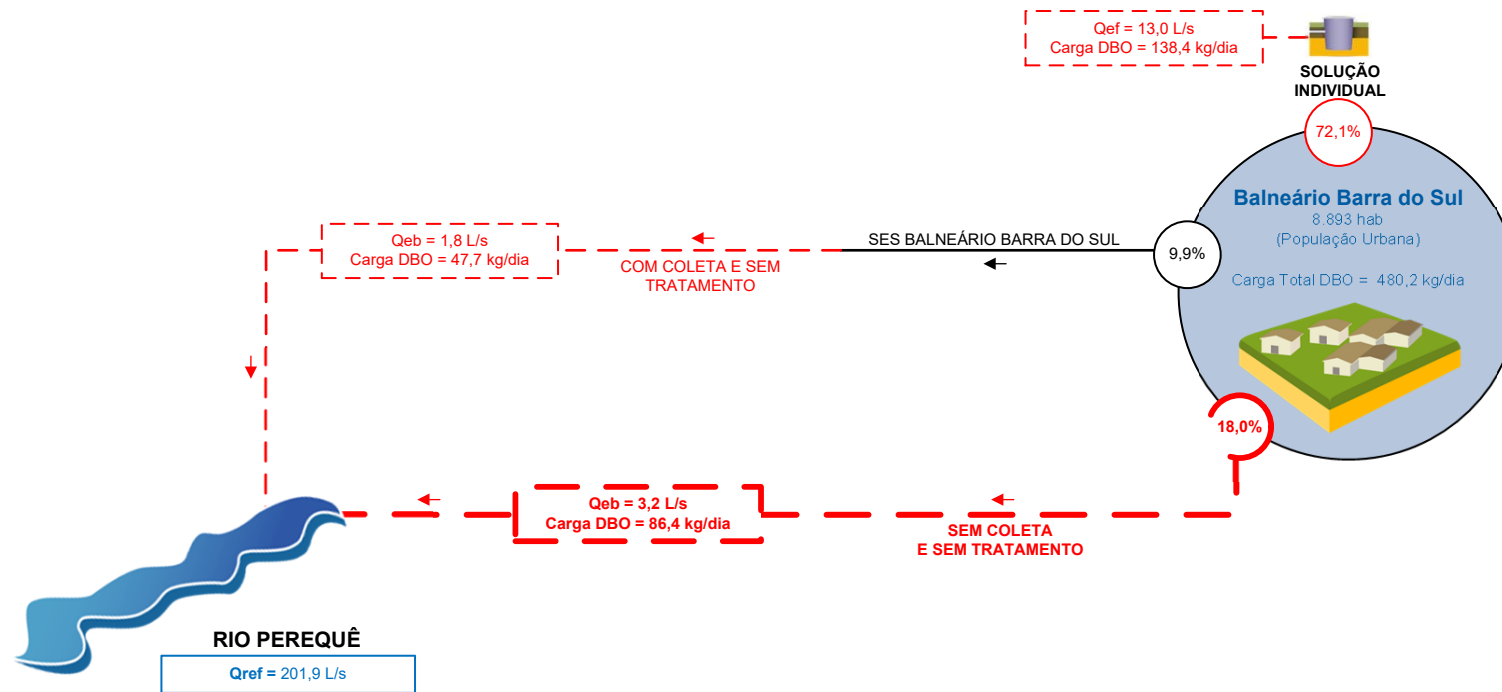 Qef = 13,0 L/s
Carga DBO = 138,4 kg/dia
SOLUÇÃO
INDIVIDUAL
72,1%
Balneário Barra do Sul
8.893 hab
(População Urbana)
Carga Total DBO = 480,2 kg/dia
9,9%
SES BALNEÁRIO BARRA DO SUL
Qeb = 1,8 L/s
Carga DBO = 47,7 kg/dia
COM COLETA E SEM
TRATAMENTO
18,0%
Qeb = 3,2 L/s
Carga DBO = 86,4 kg/dia
SEM COLETA
E SEM TRATAMENTO
RIO PEREQUÊ
Qref = 201,9 L/s